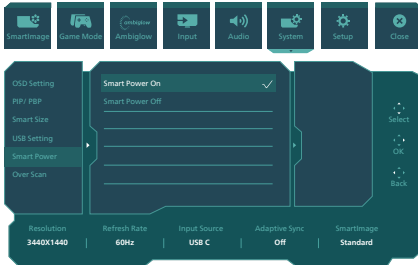 SmartImage Game Mode ambiglow Ambiglow Input Audio System Setup Close
OSD Setting
PIP/ PBP
Smart Size
USB Setting
Smart Power
Over Scan
Smart Power On
Smart Power Off
Select
OK
Back
Resolution Refresh Rate Input Source Adaptive Sync SmartImage
3440X1440 60Hz USB C Off Standard